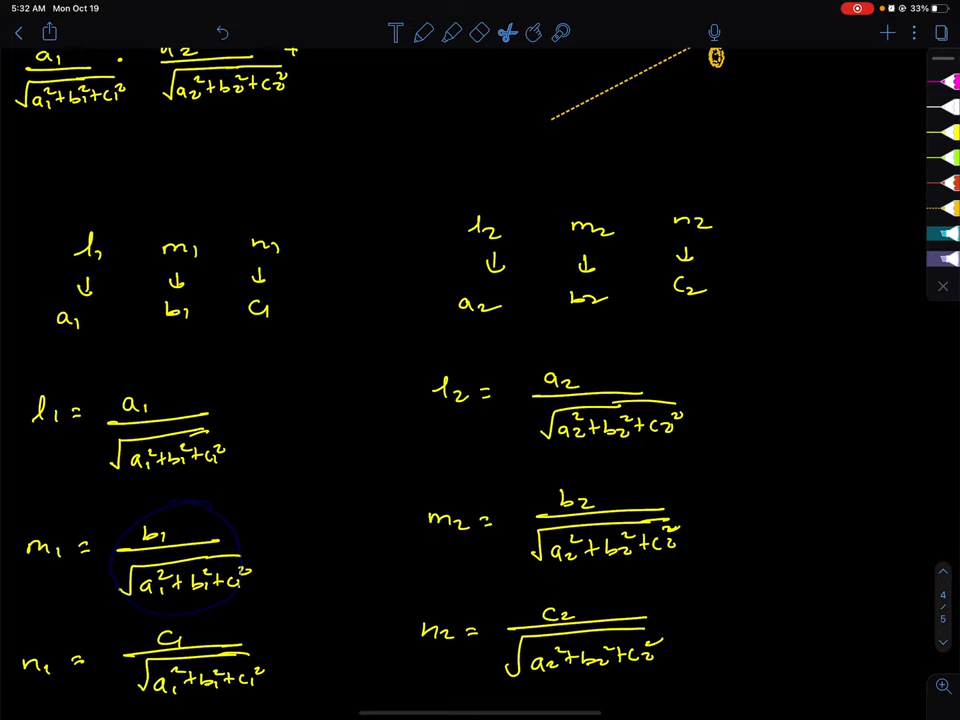 5:32 AM Mon Oct 19
33%
a₁/√(a₁²+b₁²+c₁²) · a₂/√(a₂²+b₂²+c₂²) +
l₁ m₁ n₁
↓ ↓ ↓
a₁ b₁ c₁
l₂ m₂ n₂
↓ ↓ ↓
a₂ b₂ c₂
l₁ = a₁/√(a₁²+b₁²+c₁²)
l₂ = a₂/√(a₂²+b₂²+c₂²)
m₁ = b₁/√(a₁²+b₁²+c₁²)
m₂ = b₂/√(a₂²+b₂²+c₂²)
n₁ = c₁/√(a₁²+b₁²+c₁²)
n₂ = c₂/√(a₂²+b₂²+c₂²)
4
/
5